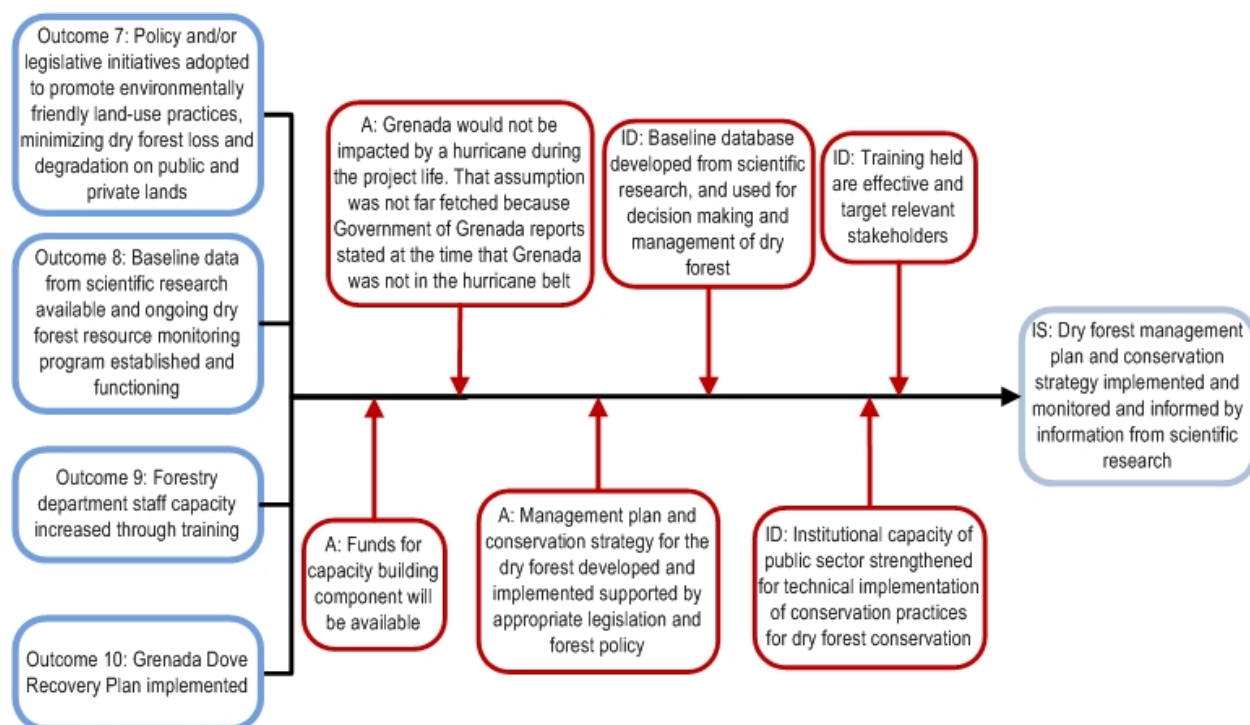 Outcome 7: Policy and/or
legislative initiatives adopted
to promote environmentally
friendly land-use practices,
minimizing dry forest loss and
degradation on public and
private lands
Outcome 8: Baseline data
from scientific research
available and ongoing dry
forest resource monitoring
program established and
functioning
Outcome 9: Forestry
department staff capacity
increased through training
Outcome 10: Grenada Dove
Recovery Plan implemented
A: Grenada would not be
impacted by a hurricane during
the project life. That assumption
was not far fetched because
Government of Grenada reports
stated at the time that Grenada
was not in the hurricane belt
ID: Baseline database
developed from scientific
research, and used for
decision making and
management of dry
forest
ID: Training held
are effective and
target relevant
stakeholders
A: Funds for
capacity building
component will
be available
A: Management plan and
conservation strategy for the
dry forest developed and
implemented supported by
appropriate legislation and
forest policy
ID: Institutional capacity of
public sector strengthened
for technical implementation
of conservation practices
for dry forest conservation
IS: Dry forest management
plan and conservation
strategy implemented and
monitored and informed by
information from scientific
research